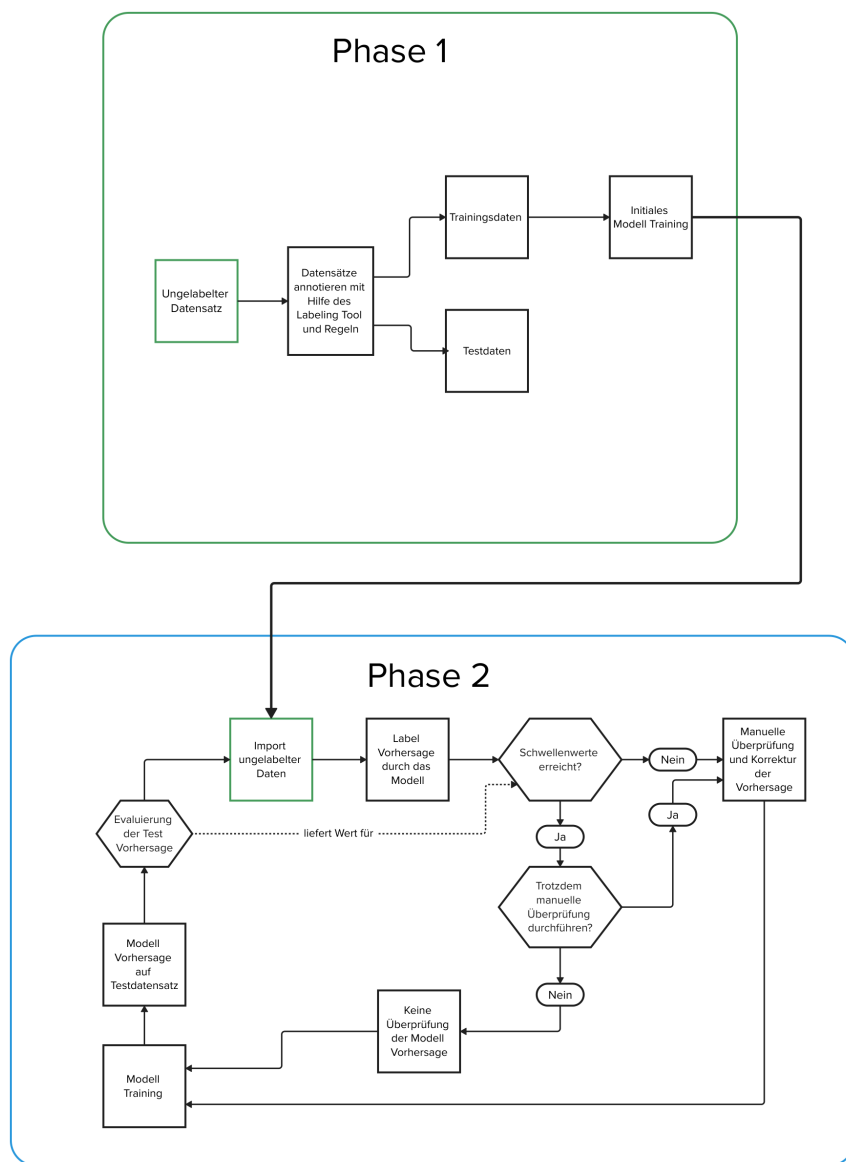 Phase 1
Trainingsdaten
Initiales
Modell Training
Ungelabelter
Datensatz
Datensätze
annotieren mit
Hilfe des
Labeling Tool
und Regeln
Testdaten
Phase 2
Import
ungelabelter
Daten
Label
Vorhersage
durch das
Modell
Schwellenwerte
erreicht?
Nein
Manuelle
Überprüfung
und Korrektur
der
Vorhersage
Evaluierung
der Test
Vorhersage
liefert Wert für
Ja
Ja
Trotzdem
manuelle
Überprüfung
durchführen?
Modell
Vorhersage
auf
Testdatensatz
Nein
Keine
Überprüfung
der Modell
Vorhersage
Modell
Training